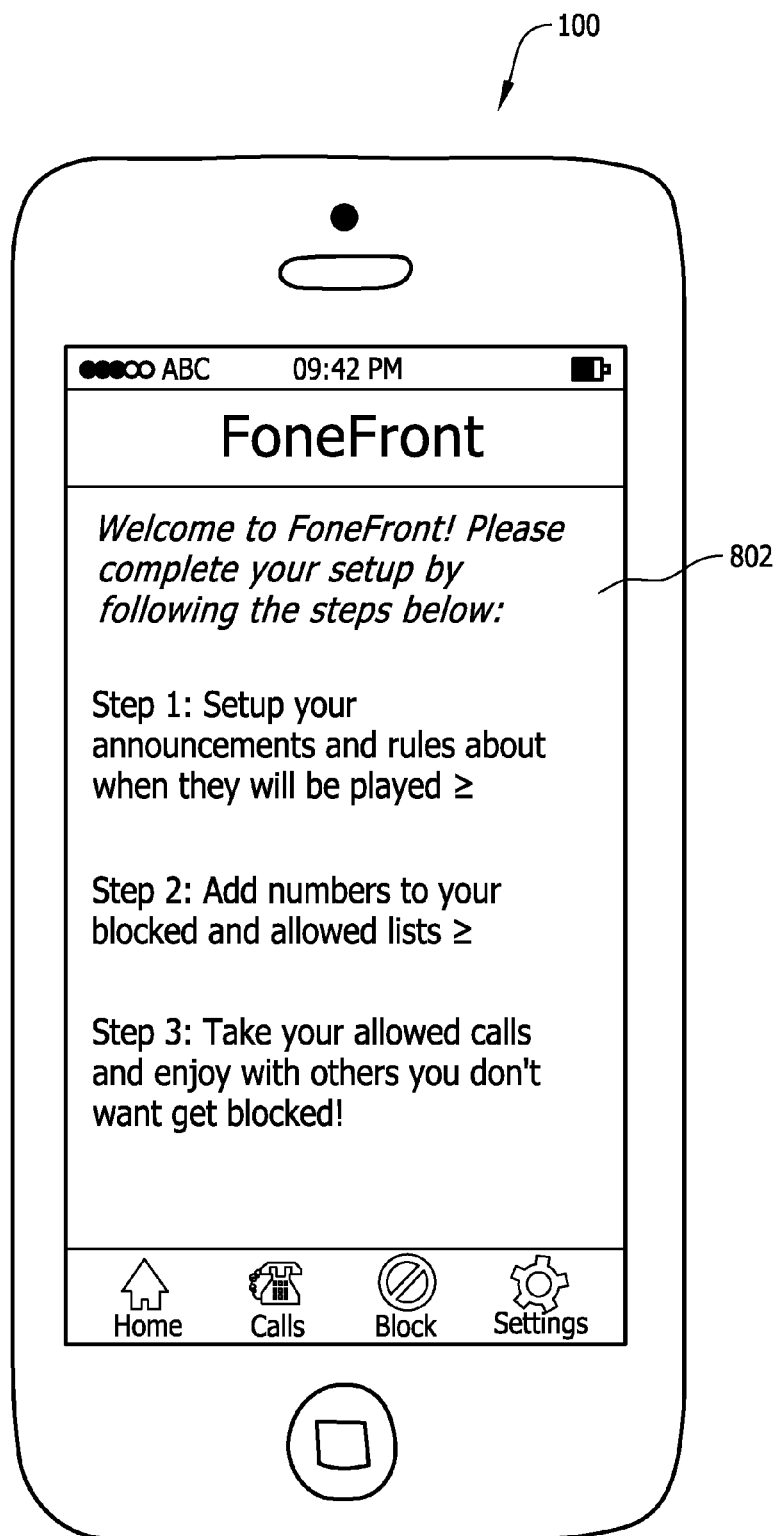 100
ABC 09:42 PM
FoneFront
Welcome to FoneFront! Please
complete your setup by
following the steps below:
802
Step 1: Setup your
announcements and rules about
when they will be played ≥
Step 2: Add numbers to your
blocked and allowed lists ≥
Step 3: Take your allowed calls
and enjoy with others you don't
want get blocked!
Home Calls Block Settings